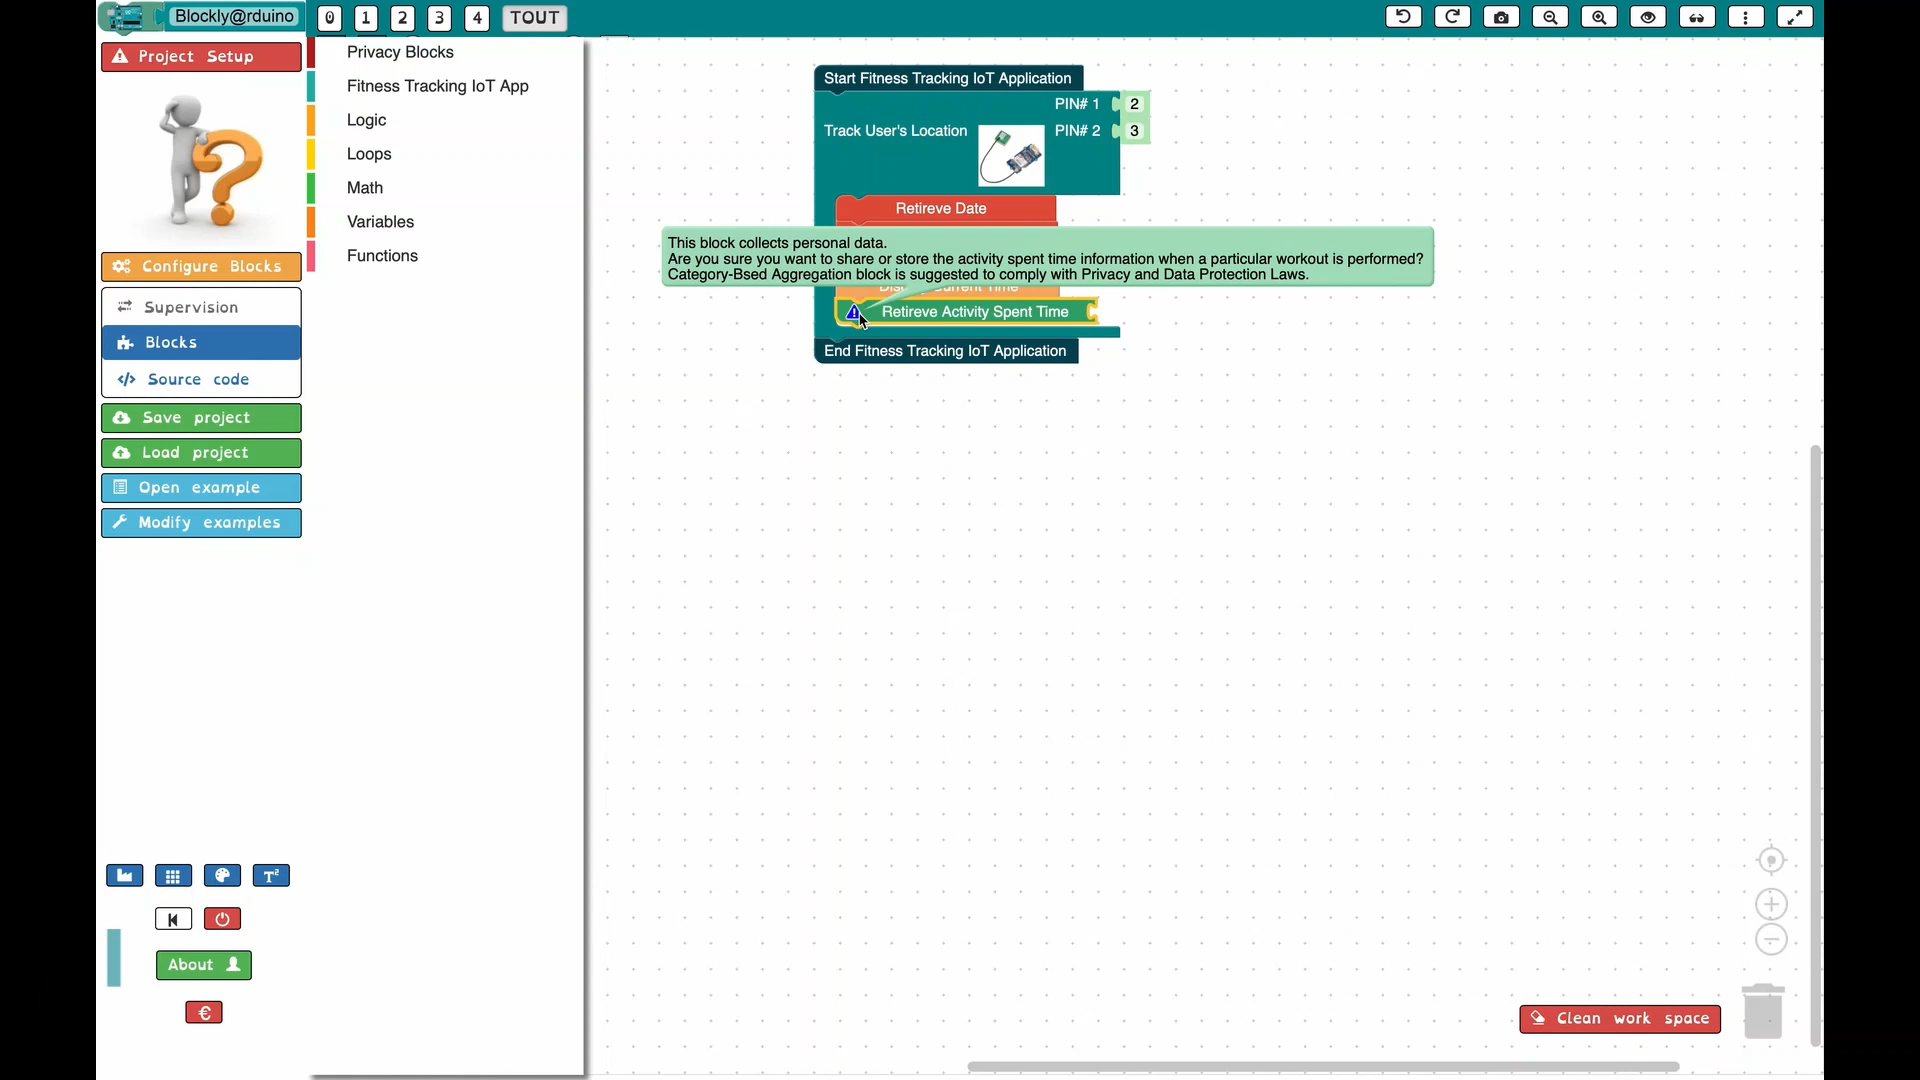 Blockly@rduino
0 1 2 3 4 TOUT
Project Setup
Configure Blocks
Supervision
Blocks
Source code
Save project
Load project
Open example
Modify examples
T²
About
€
Privacy Blocks
Fitness Tracking IoT App
Logic
Loops
Math
Variables
Functions
Start Fitness Tracking IoT Application
PIN# 1 2
Track User's Location PIN# 2 3
Retireve Date
This block collects personal data.
Are you sure you want to share or store the activity spent time information when a particular workout is performed?
Category-Bsed Aggregation block is suggested to comply with Privacy and Data Protection Laws.
Current Time
Retireve Activity Spent Time
End Fitness Tracking IoT Application
Clean work space